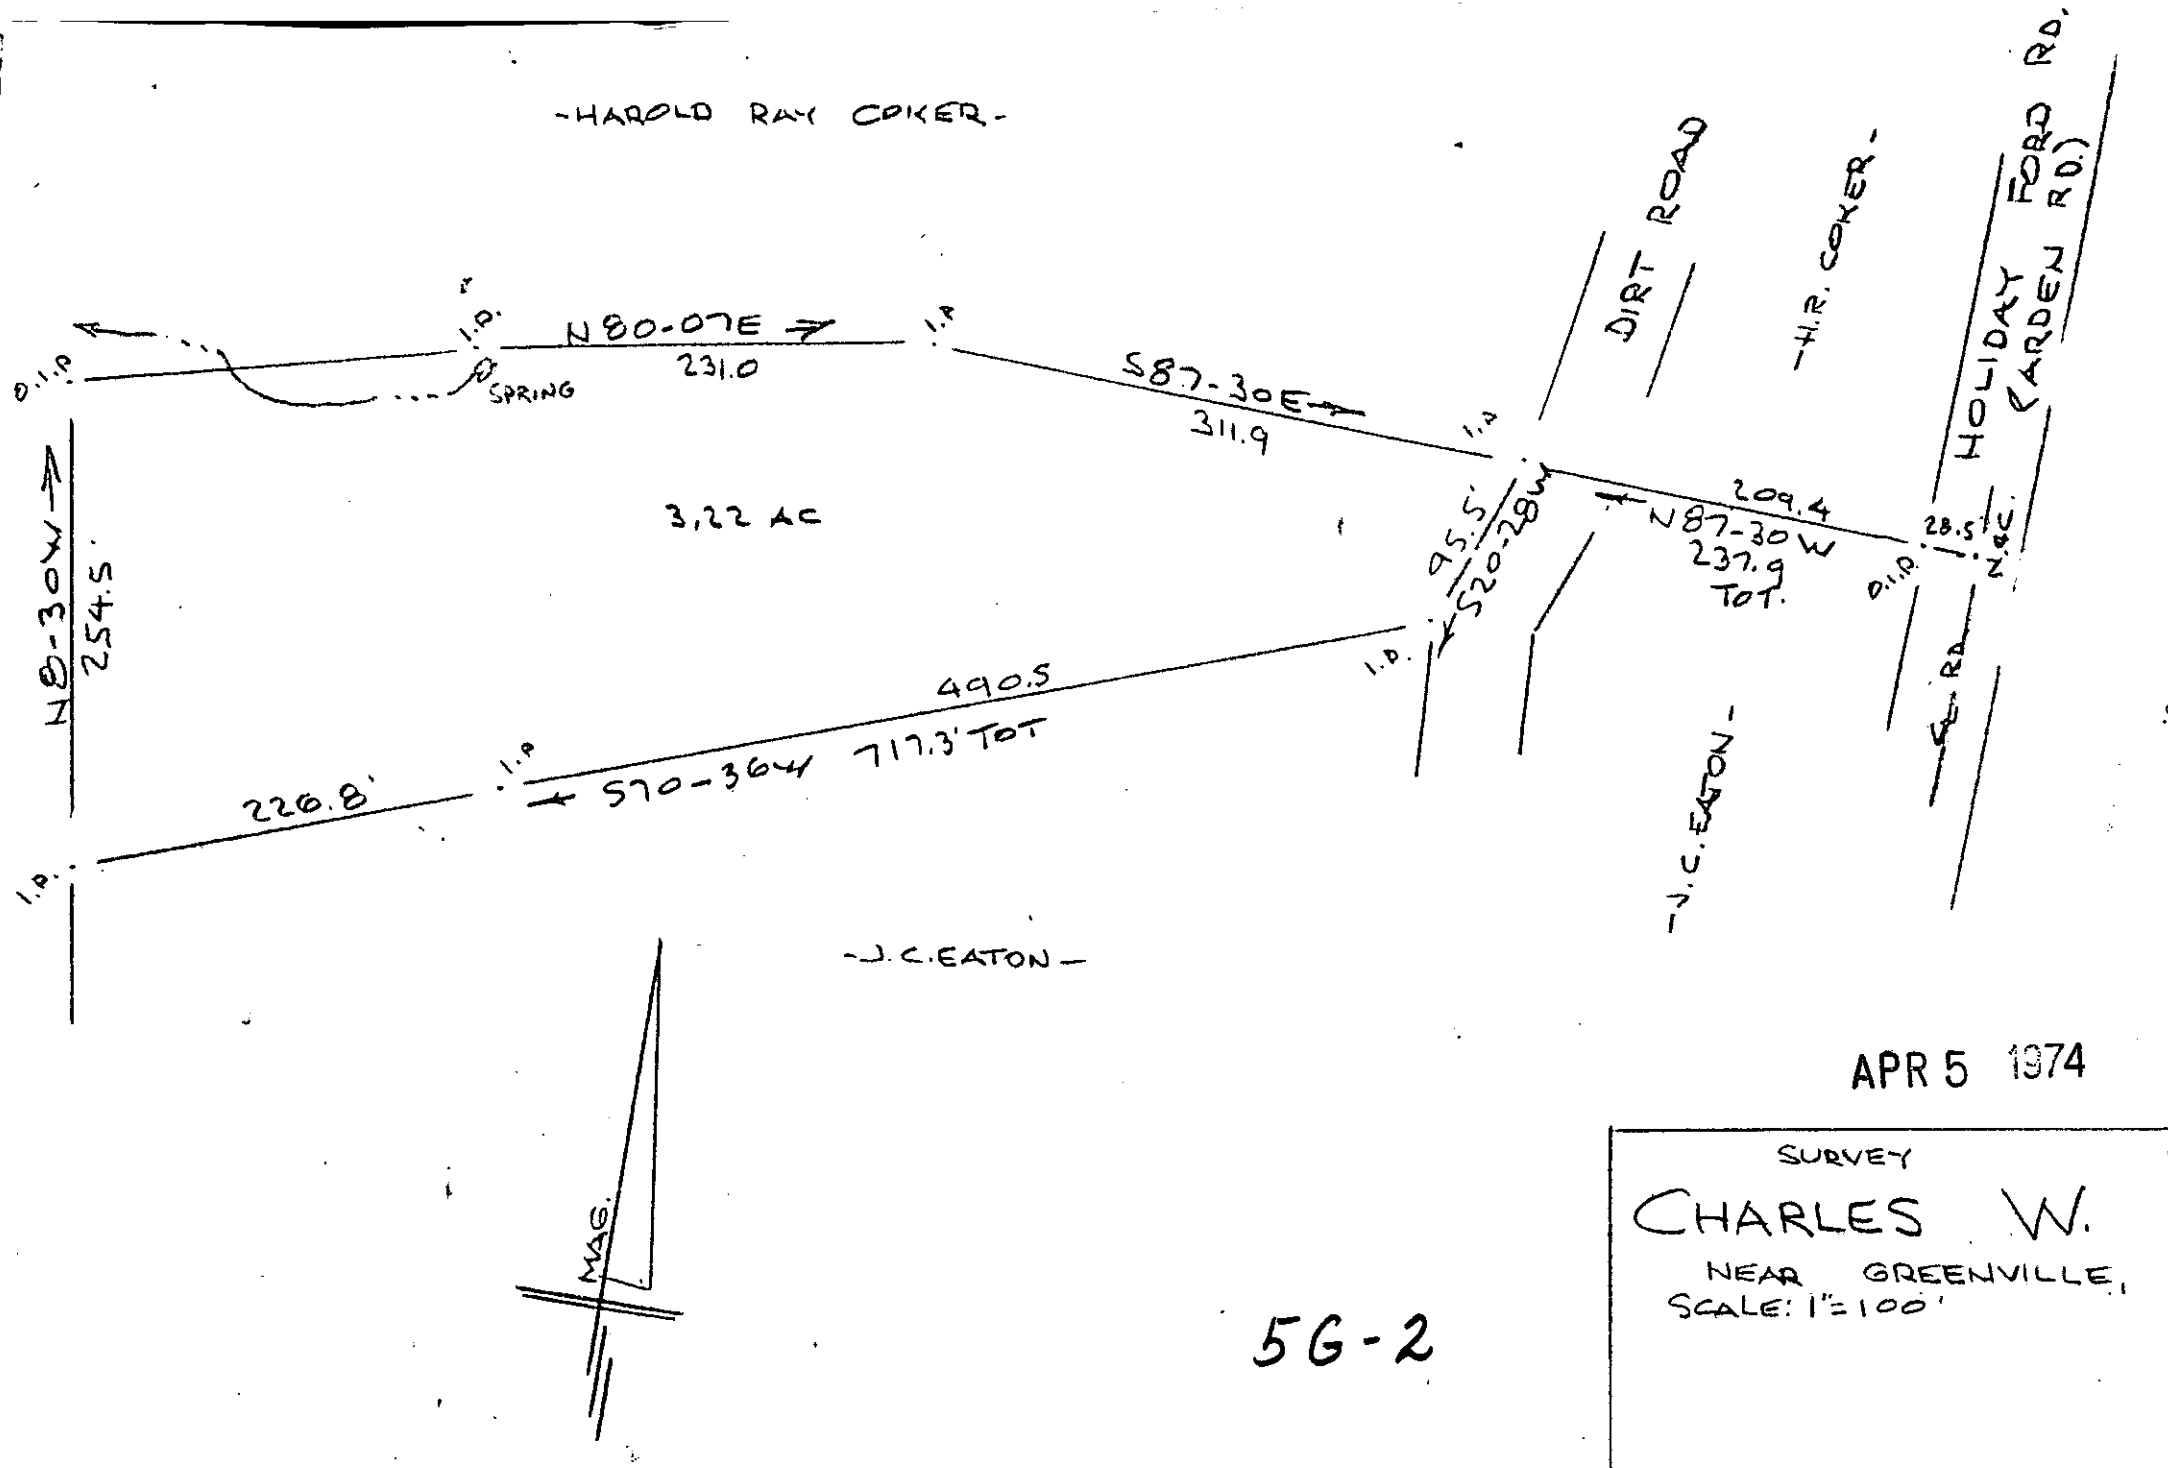 -HAROLD RAY COKER-
DIRT ROAD
-H.R. COKER-
HOLIDAY FORD RD.
(ARDEN RD.)
O.I.P.
I.P.
SPRING
N80-07E
231.0
I.P.
S87-30E
311.9
I.P.
209.4
N87-30W
237.9
TOT.
28.5
N.&C.
O.I.P.
95.5'
S20-28W
N8-30W
254.5
3.22 AC
I.P.
490.5
S70-36W 717.3' TOT
I.P.
226.8'
I.P.
RD
-J.C. EATON-
-J.C. EATON-
MAG.
5G-2
APR 5 1974
SURVEY
CHARLES W.
NEAR GREENVILLE,
SCALE: 1"=100'